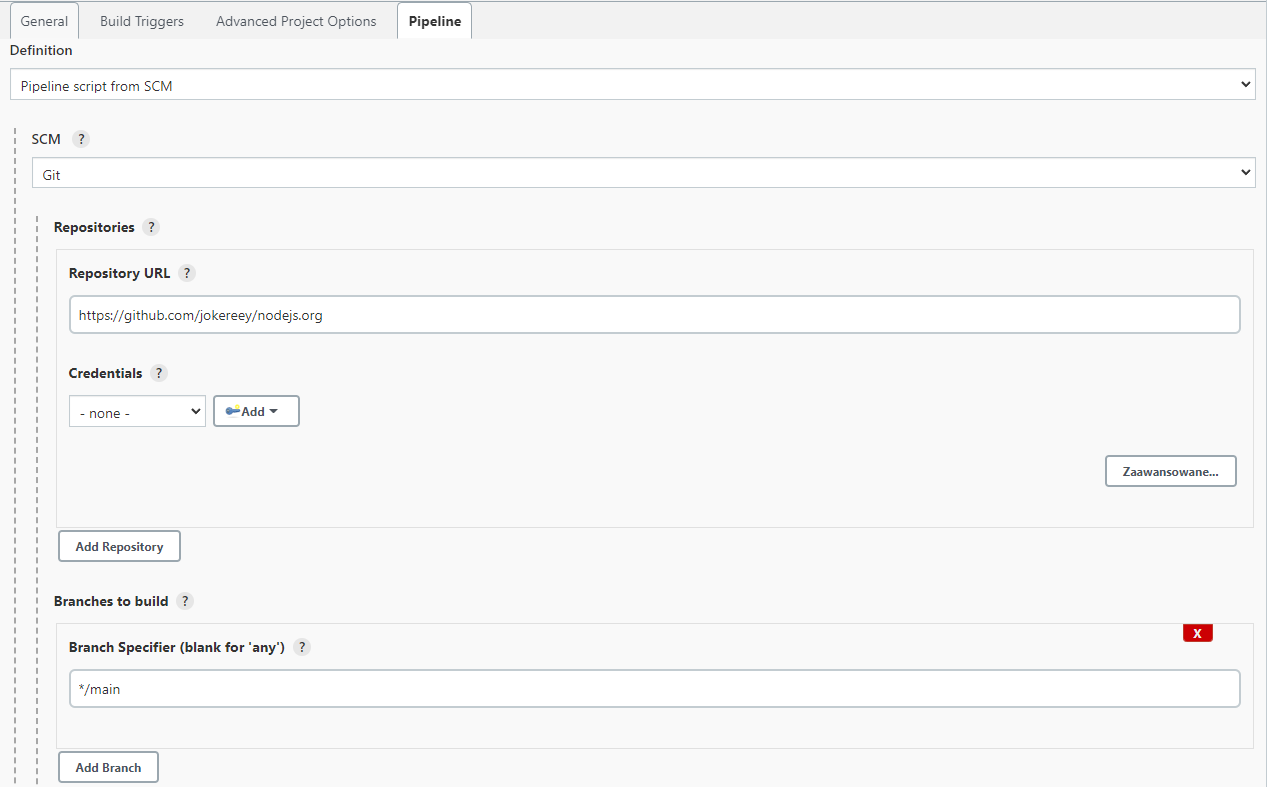 General Build Triggers Advanced Project Options Pipeline
Definition
Pipeline script from SCM
SCM ?
Git
Repositories ?
Repository URL ?
https://github.com/jokereey/nodejs.org
Credentials ?
- none - Add
Zaawansowane...
Add Repository
Branches to build ?
X
Branch Specifier (blank for 'any') ?
*/main
Add Branch